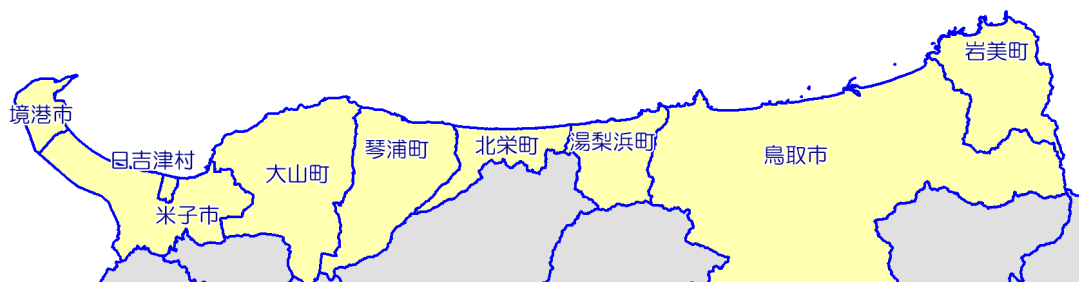 境港市
日吉津村
米子市
大山町
琴浦町
北栄町
湯梨浜町
鳥取市
岩美町